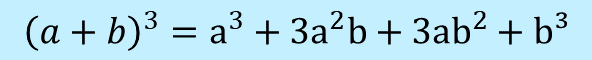 (a + b)³ = a³ + 3a²b + 3ab² + b³